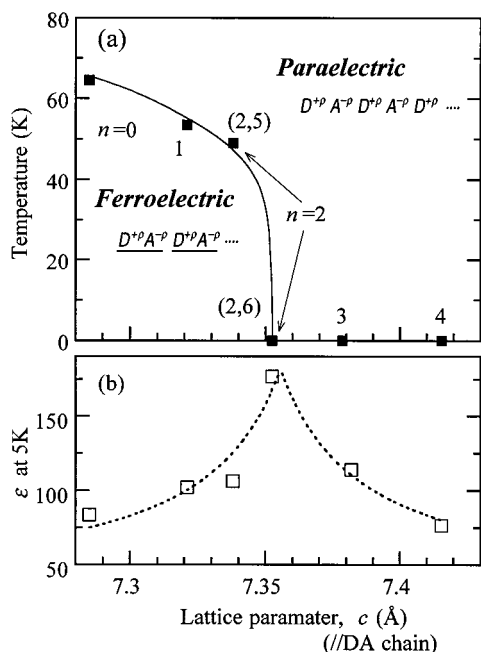 (a)
Paraelectric
D+ρ A−ρ D+ρ A−ρ D+ρ ....
n=0
1
(2,5)
n=2
Ferroelectric
D+ρA−ρ D+ρA−ρ ....
(2,6)
3
4
80
60
40
20
0
Temperature (K)
(b)
150
100
50
ε at 5K
7.3
7.35
7.4
Lattice paramater, c (Å)
(//DA chain)